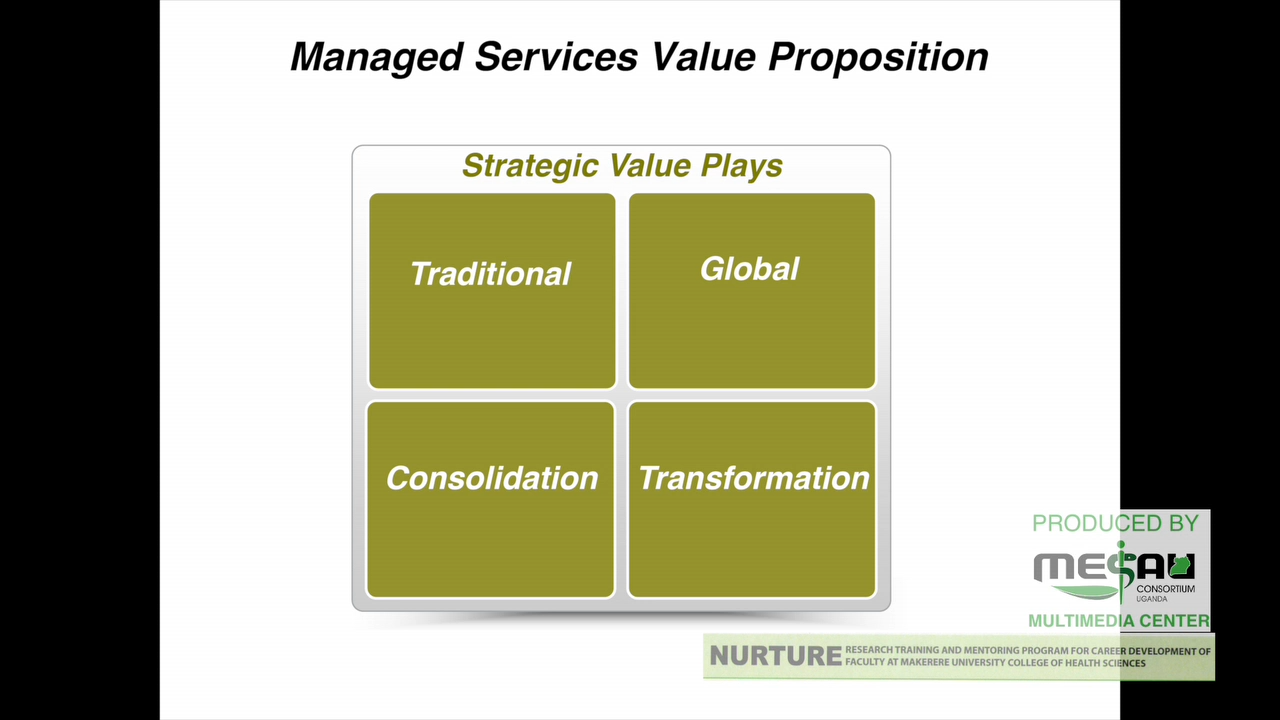 Managed Services Value Proposition
Strategic Value Plays
Traditional
Global
Consolidation
Transformation
PRODUCED BY
MESAU
CONSORTIUM
UGANDA
MULTIMEDIA CENTER
NURTURE
RESEARCH TRAINING AND MENTORING PROGRAM FOR CAREER DEVELOPMENT OF
FACULTY AT MAKERERE UNIVERSITY COLLEGE OF HEALTH SCIENCES